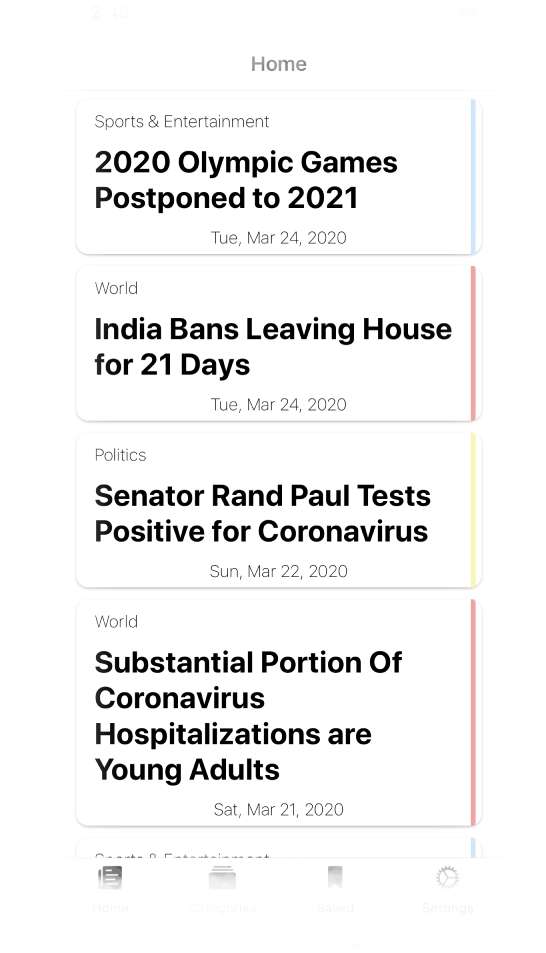 Home
Sports & Entertainment
2020 Olympic Games
Postponed to 2021
Tue, Mar 24, 2020
World
India Bans Leaving House
for 21 Days
Tue, Mar 24, 2020
Politics
Senator Rand Paul Tests
Positive for Coronavirus
Sun, Mar 22, 2020
World
Substantial Portion Of
Coronavirus
Hospitalizations are
Young Adults
Sat, Mar 21, 2020
Sports & Entertainment
Home Categories Saved Settings